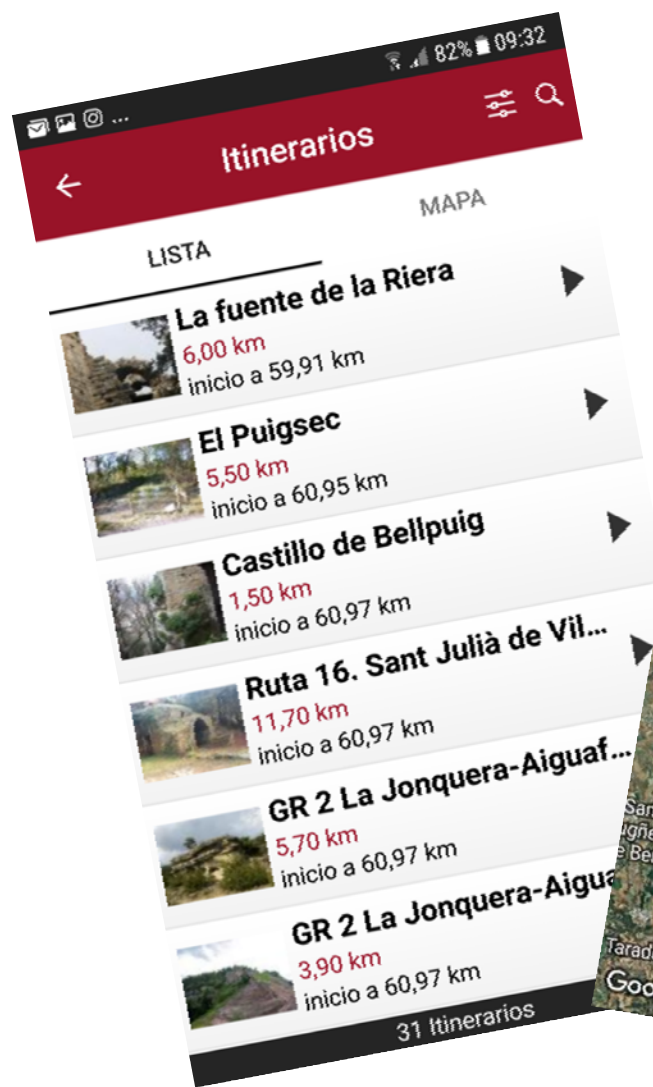 82% 09:32
Itinerarios
LISTA
MAPA
La fuente de la Riera
6,00 km
inicio a 59,91 km
El Puigsec
5,50 km
inicio a 60,95 km
Castillo de Bellpuig
1,50 km
inicio a 60,97 km
Ruta 16. Sant Julià de Vil...
11,70 km
inicio a 60,97 km
GR 2 La Jonquera-Aiguaf...
5,70 km
inicio a 60,97 km
GR 2 La Jonquera-Aigua
3,90 km
inicio a 60,97 km
31 Itinerarios
San
e Be
Tarad
Goo